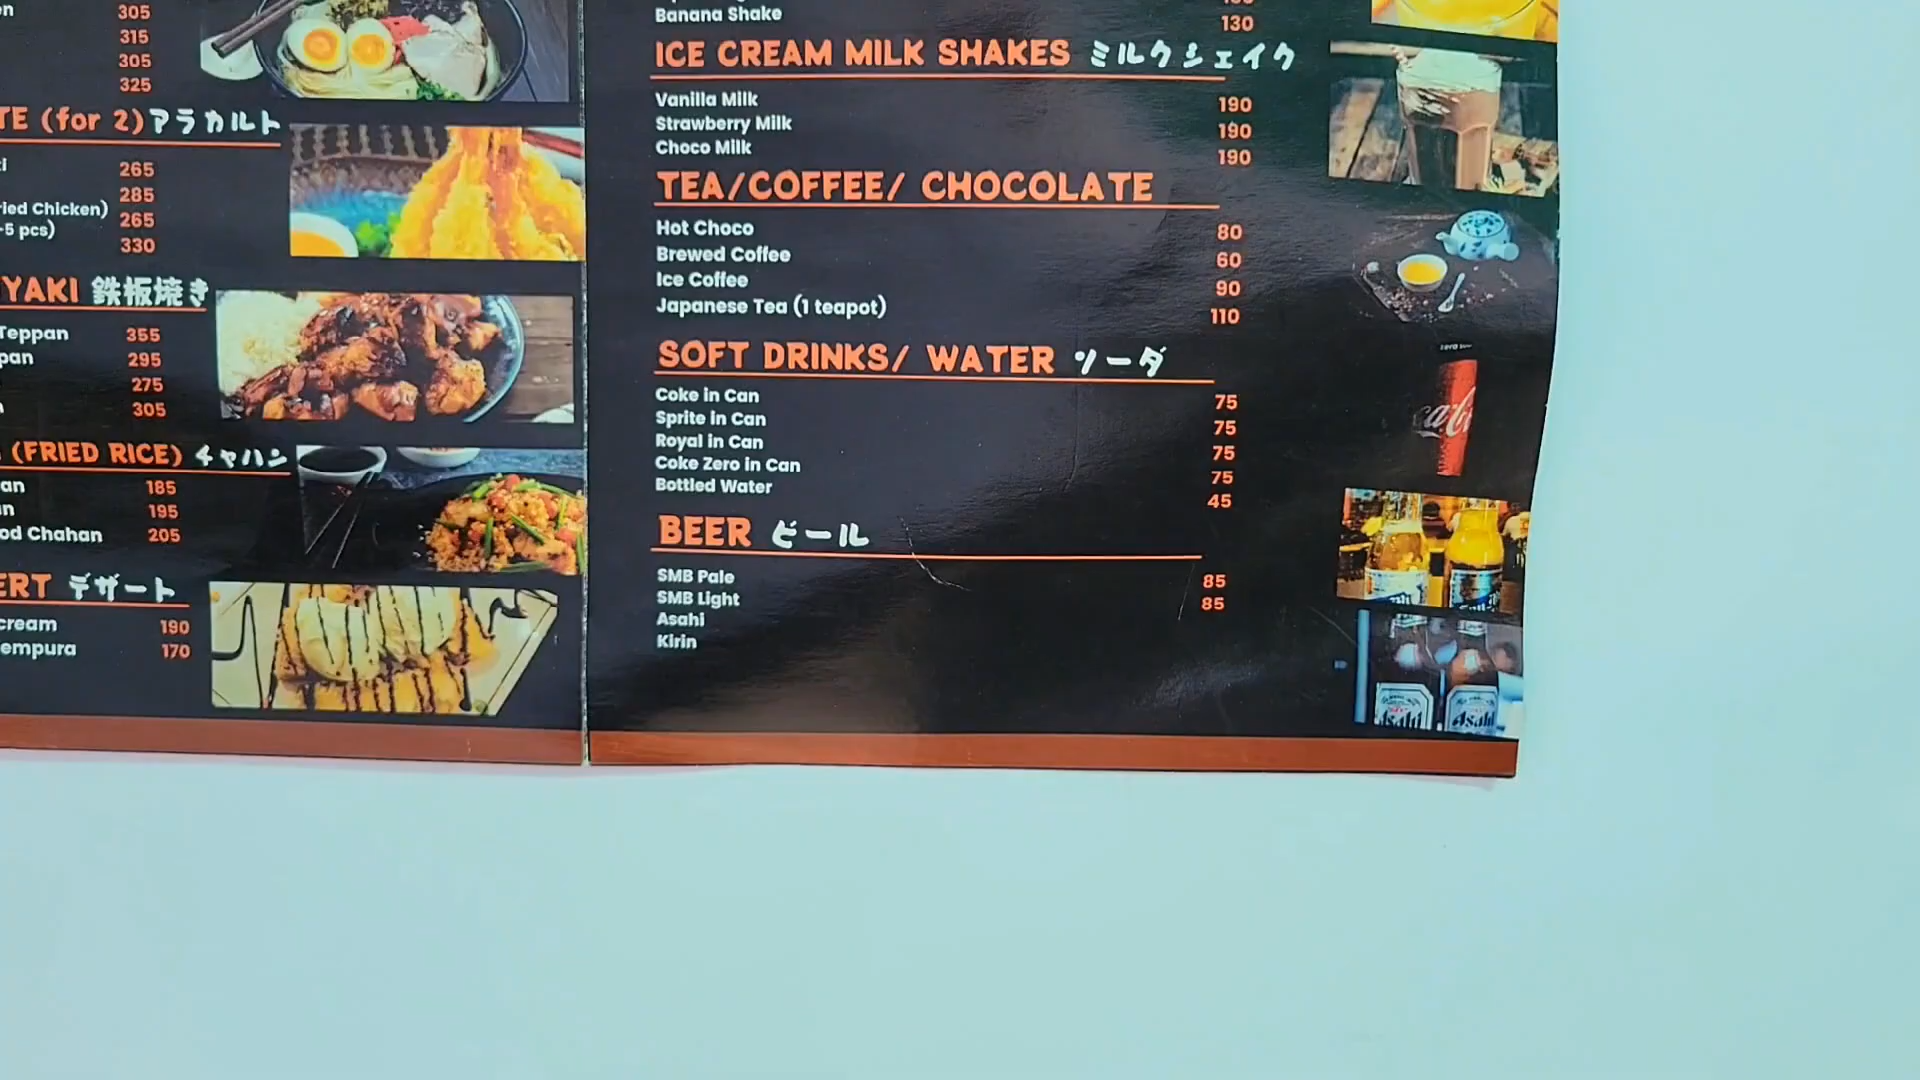 305
315
305
325
TE (for 2) アラカルト
265
285
ried Chicken) 265
-5 pcs) 330
YAKI 鉄板焼き
Teppan 355
pan 295
275
305
(FRIED RICE) チャハン
an 185
n 195
od Chahan 205
ERT デザート
cream 190
empura 170
Banana Shake 130
ICE CREAM MILK SHAKES ミルクシェイク
Vanilla Milk 190
Strawberry Milk 190
Choco Milk 190
TEA/COFFEE/ CHOCOLATE
Hot Choco 80
Brewed Coffee 60
Ice Coffee 90
Japanese Tea (1 teapot) 110
SOFT DRINKS/ WATER ソーダ
Coke in Can 75
Sprite in Can 75
Royal in Can 75
Coke Zero in Can 75
Bottled Water 45
BEER ビール
SMB Pale 85
SMB Light 85
Asahi
Kirin
Asahi
Asahi